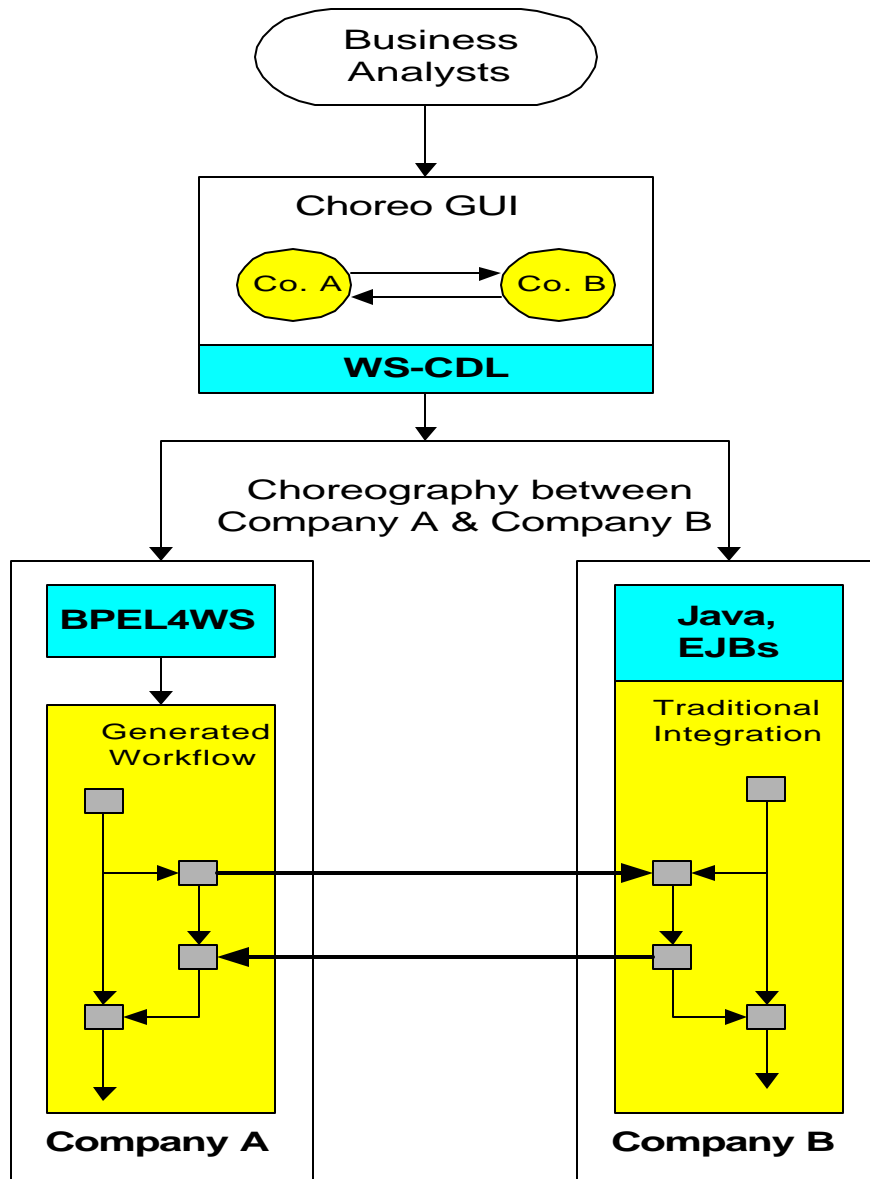 Business
Analysts
Choreo GUI
Co. A
Co. B
WS-CDL
Choreography between
Company A & Company B
BPEL4WS
Generated
Workflow
Company A
Java,
EJBs
Traditional
Integration
Company B